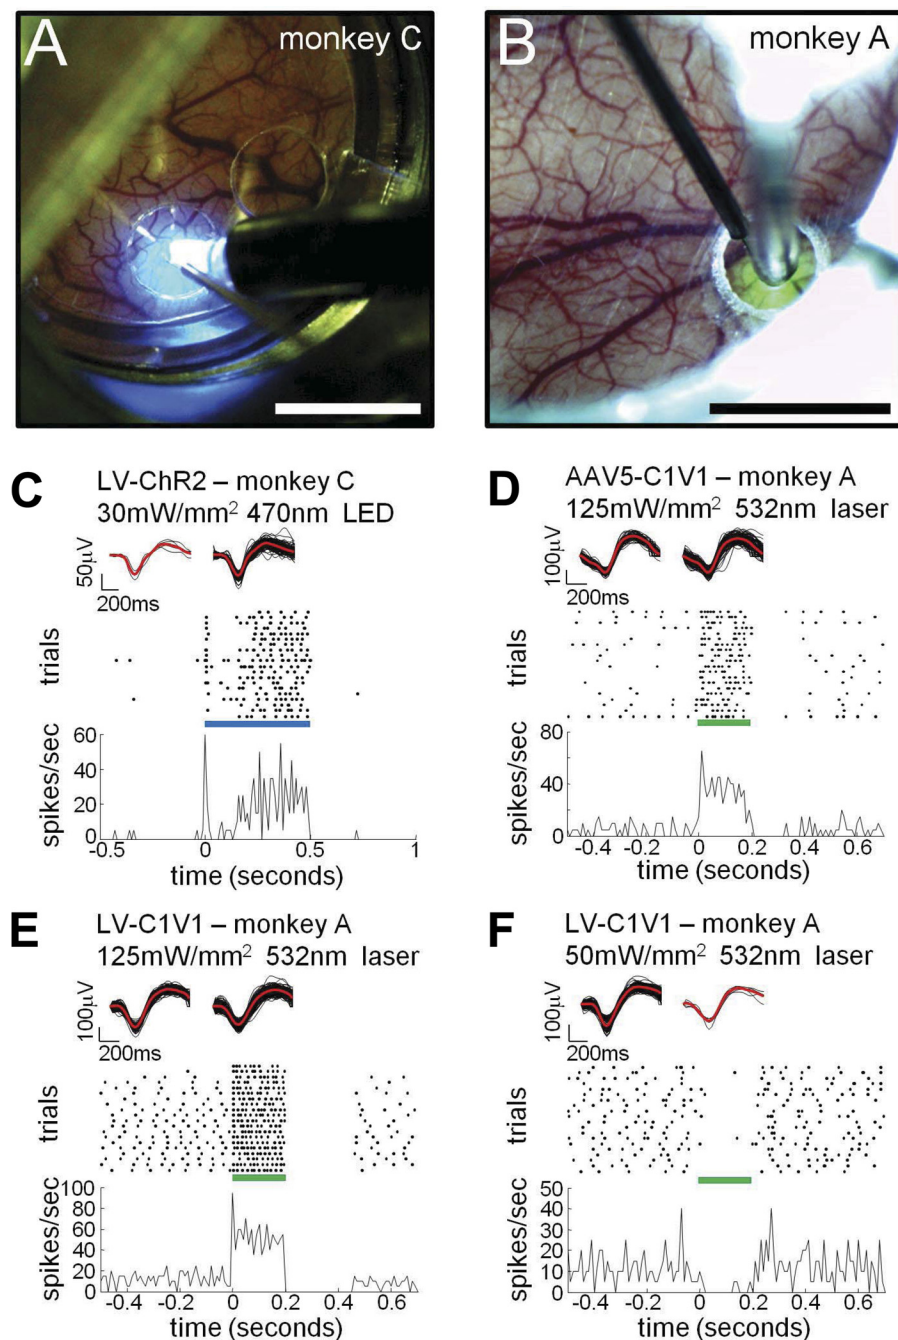 A
monkey C
B
monkey A
C
LV-ChR2 – monkey C
30mW/mm² 470nm LED
50µV
200ms
trials
spikes/sec
60
40
20
0
-0.5
0
0.5
1
time (seconds)
D
AAV5-C1V1 – monkey A
125mW/mm² 532nm laser
100µV
200ms
trials
spikes/sec
80
40
0
-0.4
-0.2
0
0.2
0.4
0.6
time (seconds)
E
LV-C1V1 – monkey A
125mW/mm² 532nm laser
100µV
200ms
trials
spikes/sec
100
80
60
40
20
0
-0.4
-0.2
0
0.2
0.4
0.6
time (seconds)
F
LV-C1V1 – monkey A
50mW/mm² 532nm laser
100µV
200ms
trials
spikes/sec
50
40
30
20
10
0
-0.4
-0.2
0
0.2
0.4
0.6
time (seconds)